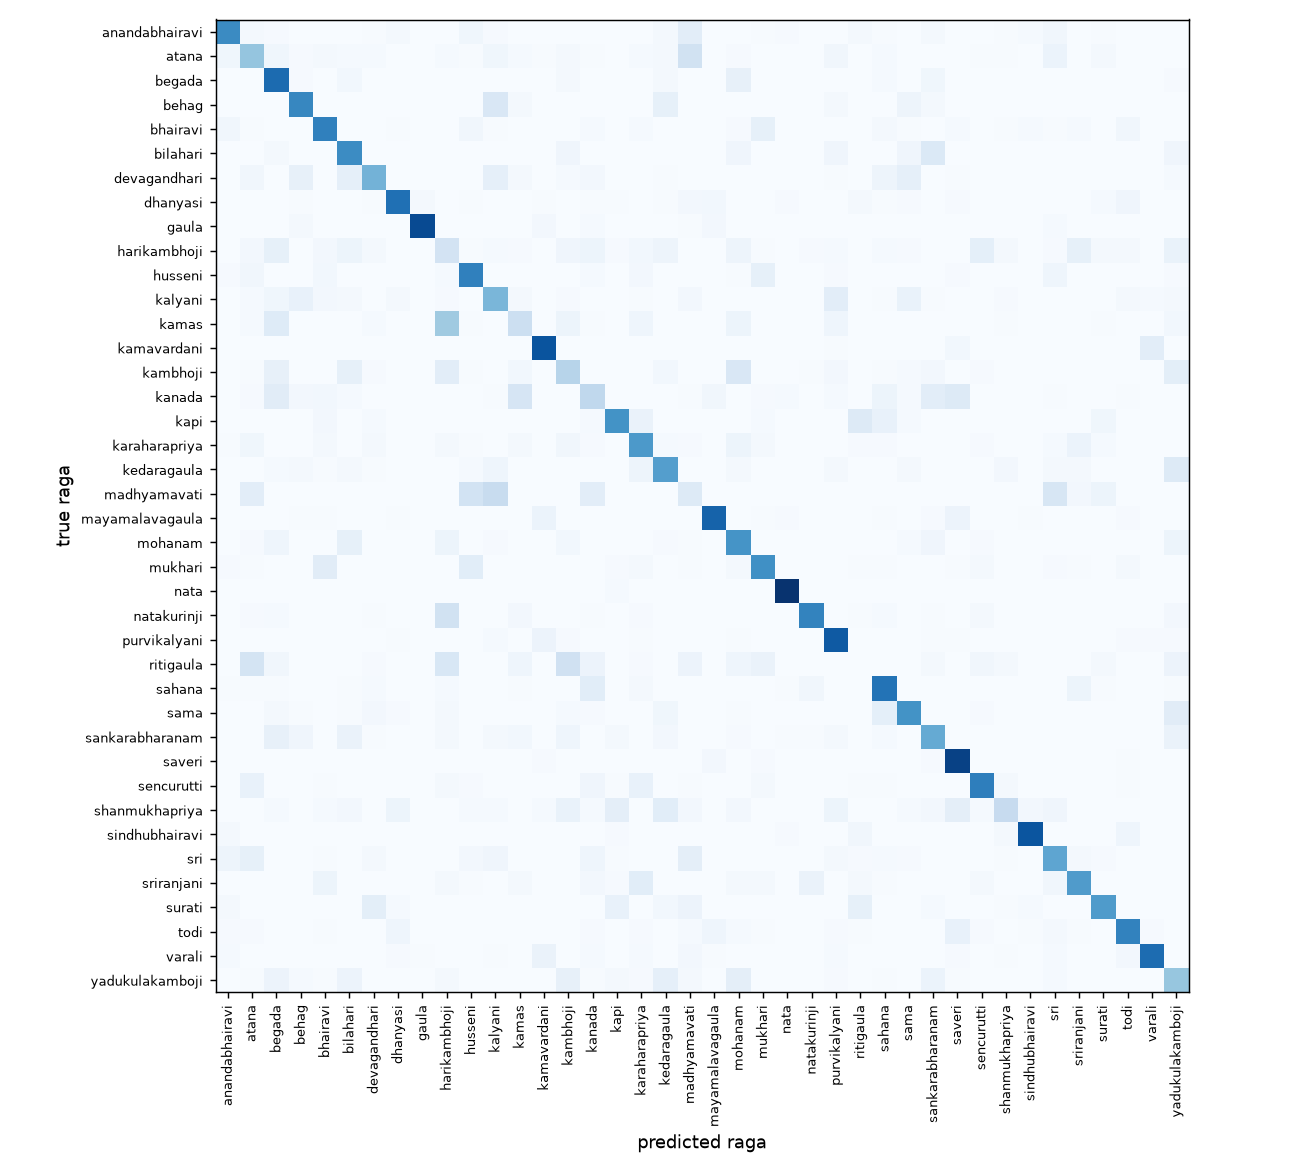 anandabhairavi
atana
begada
behag
bhairavi
bilahari
devagandhari
dhanyasi
gaula
harikambhoji
husseni
kalyani
kamas
kamavardani
kambhoji
kanada
kapi
karaharapriya
kedaragaula
madhyamavati
mayamalavagaula
mohanam
mukhari
nata
natakurinji
purvikalyani
ritigaula
sahana
sama
sankarabharanam
saveri
sencurutti
shanmukhapriya
sindhubhairavi
sri
sriranjani
surati
todi
varali
yadukulakamboji
true raga
anandabhairavi
atana
begada
behag
bhairavi
bilahari
devagandhari
dhanyasi
gaula
harikambhoji
husseni
kalyani
kamas
kamavardani
kambhoji
kanada
kapi
karaharapriya
kedaragaula
madhyamavati
mayamalavagaula
mohanam
mukhari
nata
natakurinji
purvikalyani
ritigaula
sahana
sama
sankarabharanam
saveri
sencurutti
shanmukhapriya
sindhubhairavi
sri
sriranjani
surati
todi
varali
yadukulakamboji
predicted raga